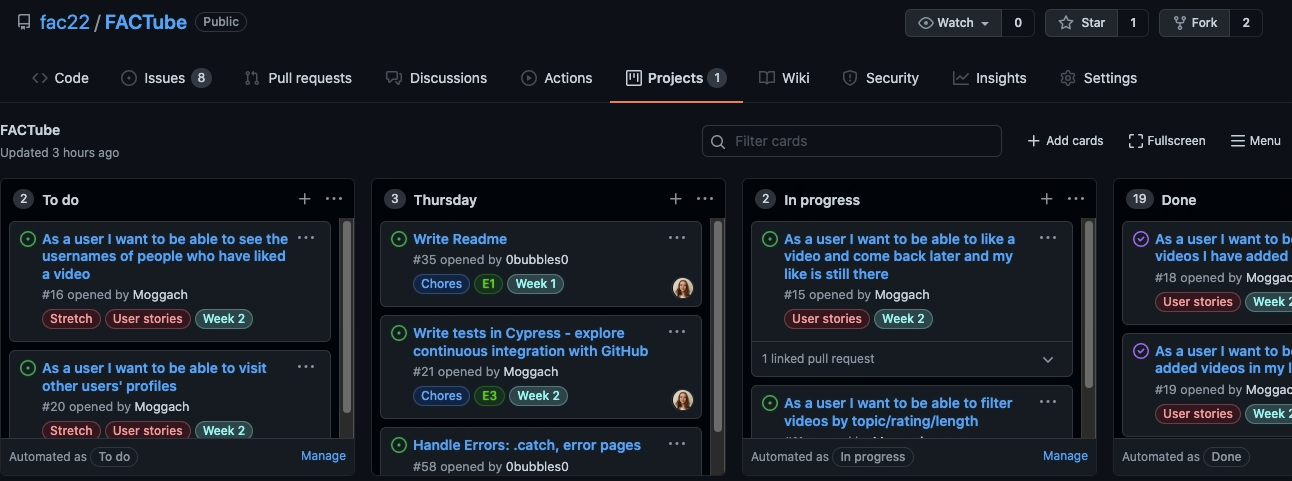 fac22 / FACTube Public
Watch 0 Star 1 Fork 2
Code Issues 8 Pull requests Discussions Actions Projects 1 Wiki Security Insights Settings
FACTube
Updated 3 hours ago
Filter cards
Add cards Fullscreen Menu
2 To do
As a user I want to be able to see the
usernames of people who have liked
a video
#16 opened by Moggach
Stretch User stories Week 2
As a user I want to be able to visit
other users' profiles
#20 opened by Moggach
Stretch User stories Week 2
Automated as To do Manage
3 Thursday
Write Readme
#35 opened by 0bubbles0
Chores E1 Week 1
Write tests in Cypress - explore
continuous integration with GitHub
#21 opened by Moggach
Chores E3 Week 2
Handle Errors: .catch, error pages
#58 opened by 0bubbles0
2 In progress
As a user I want to be able to like a
video and come back later and my
like is still there
#15 opened by Moggach
User stories Week 2
1 linked pull request
As a user I want to be able to filter
videos by topic/rating/length
Automated as In progress Manage
19 Done
As a user I want to b
videos I have added
#18 opened by Mogga
User stories Week 2
As a user I want to b
added videos in my l
#19 opened by Mogga
User stories Week 2
Automated as Done